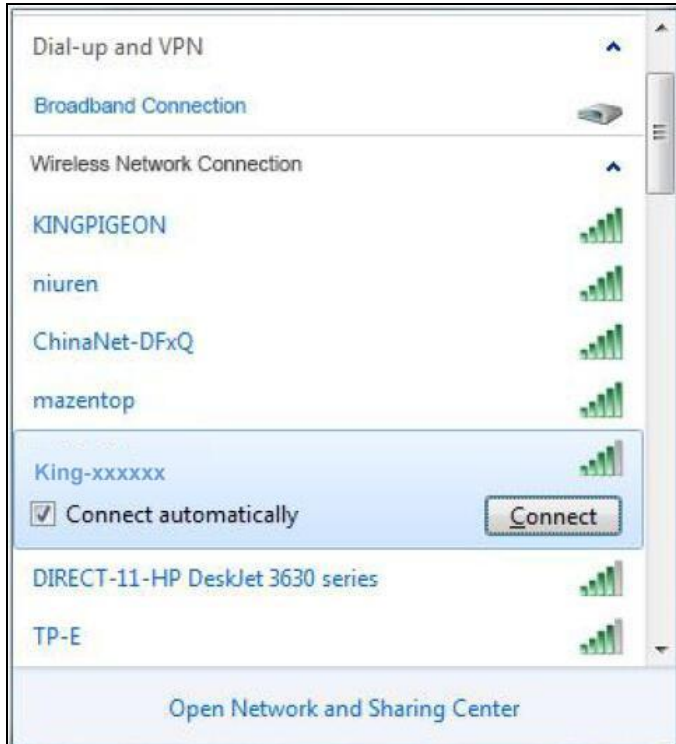 Dial-up and VPN
Broadband Connection
Wireless Network Connection
KINGPIGEON
niuren
ChinaNet-DFxQ
mazentop
King-xxxxxx
Connect automatically
Connect
DIRECT-11-HP DeskJet 3630 series
TP-E
Open Network and Sharing Center